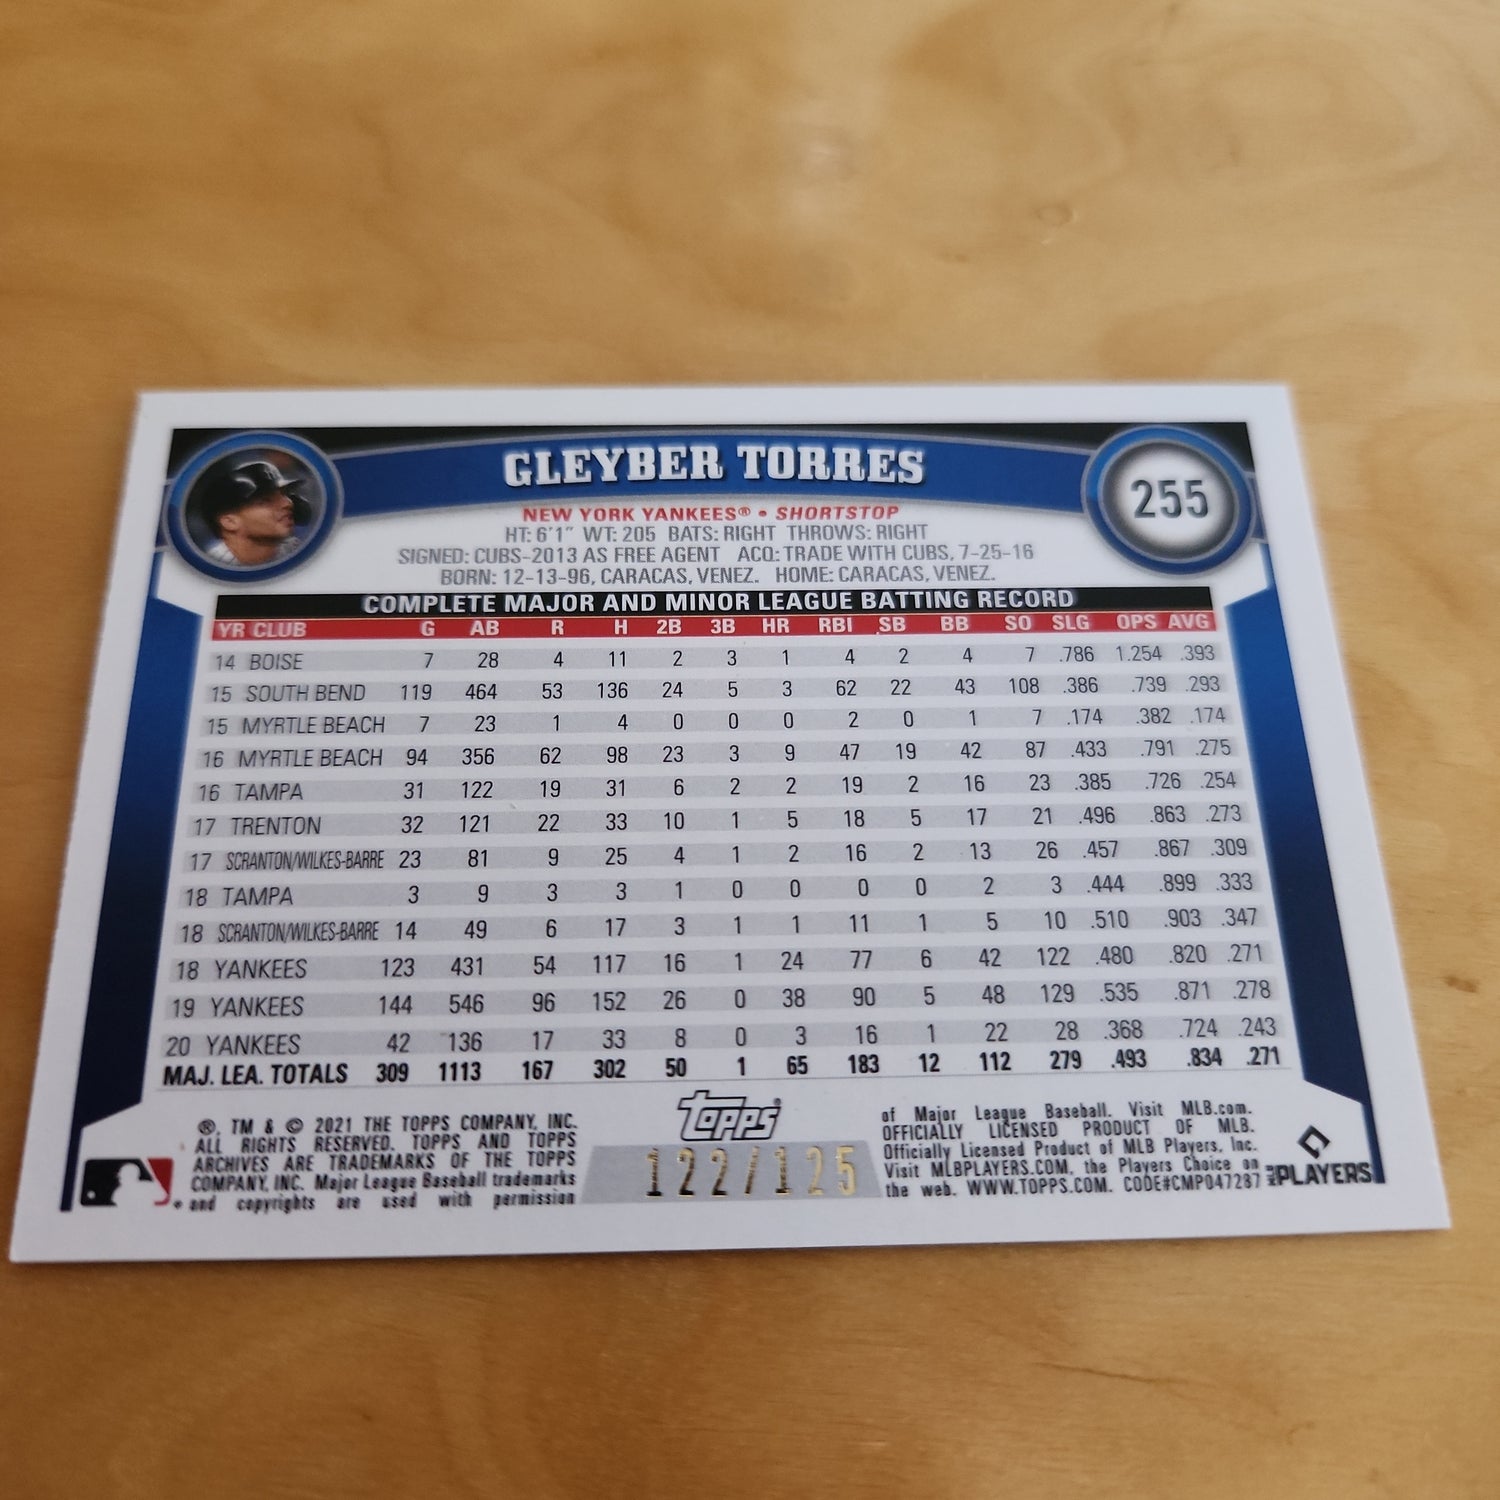 GLEYBER TORRES
255
NEW YORK YANKEES® • SHORTSTOP
HT: 6'1" WT: 205 BATS: RIGHT THROWS: RIGHT
SIGNED: CUBS-2013 AS FREE AGENT ACQ: TRADE WITH CUBS, 7-25-16
BORN: 12-13-96, CARACAS, VENEZ. HOME: CARACAS, VENEZ.
COMPLETE MAJOR AND MINOR LEAGUE BATTING RECORD
YR CLUB G AB R H 2B 3B HR RBI SB BB SO SLG OPS AVG
14 BOISE 7 28 4 11 2 3 1 4 2 4 7 .786 1.254 .393
15 SOUTH BEND 119 464 53 136 24 5 3 62 22 43 108 .386 .739 .293
15 MYRTLE BEACH 7 23 1 4 0 0 0 2 0 1 7 .174 .382 .174
16 MYRTLE BEACH 94 356 62 98 23 3 9 47 19 42 87 .433 .791 .275
16 TAMPA 31 122 19 31 6 2 2 19 2 16 23 .385 .726 .254
17 TRENTON 32 121 22 33 10 1 5 18 5 17 21 .496 .863 .273
17 SCRANTON/WILKES-BARRE 23 81 9 25 4 1 2 16 2 13 26 .457 .867 .309
18 TAMPA 3 9 3 3 1 0 0 0 0 2 3 .444 .899 .333
18 SCRANTON/WILKES-BARRE 14 49 6 17 3 1 1 11 1 5 10 .510 .903 .347
18 YANKEES 123 431 54 117 16 1 24 77 6 42 122 .480 .820 .271
19 YANKEES 144 546 96 152 26 0 38 90 5 48 129 .535 .871 .278
20 YANKEES 42 136 17 33 8 0 3 16 1 22 28 .368 .724 .243
MAJ. LEA. TOTALS 309 1113 167 302 50 1 65 183 12 112 279 .493 .834 .271
®, TM & © 2021 THE TOPPS COMPANY, INC.
ALL RIGHTS RESERVED. TOPPS AND TOPPS
ARCHIVES ARE TRADEMARKS OF THE TOPPS
COMPANY, INC. Major League Baseball trademarks
and copyrights are used with permission
topps®
122/125
of Major League Baseball. Visit MLB.com.
OFFICIALLY LICENSED PRODUCT OF MLB.
Officially Licensed Product of MLB Players, Inc.
Visit MLBPLAYERS.COM, the Players Choice on
the web. WWW.TOPPS.COM. CODE#CMP047287
MLB PLAYERS